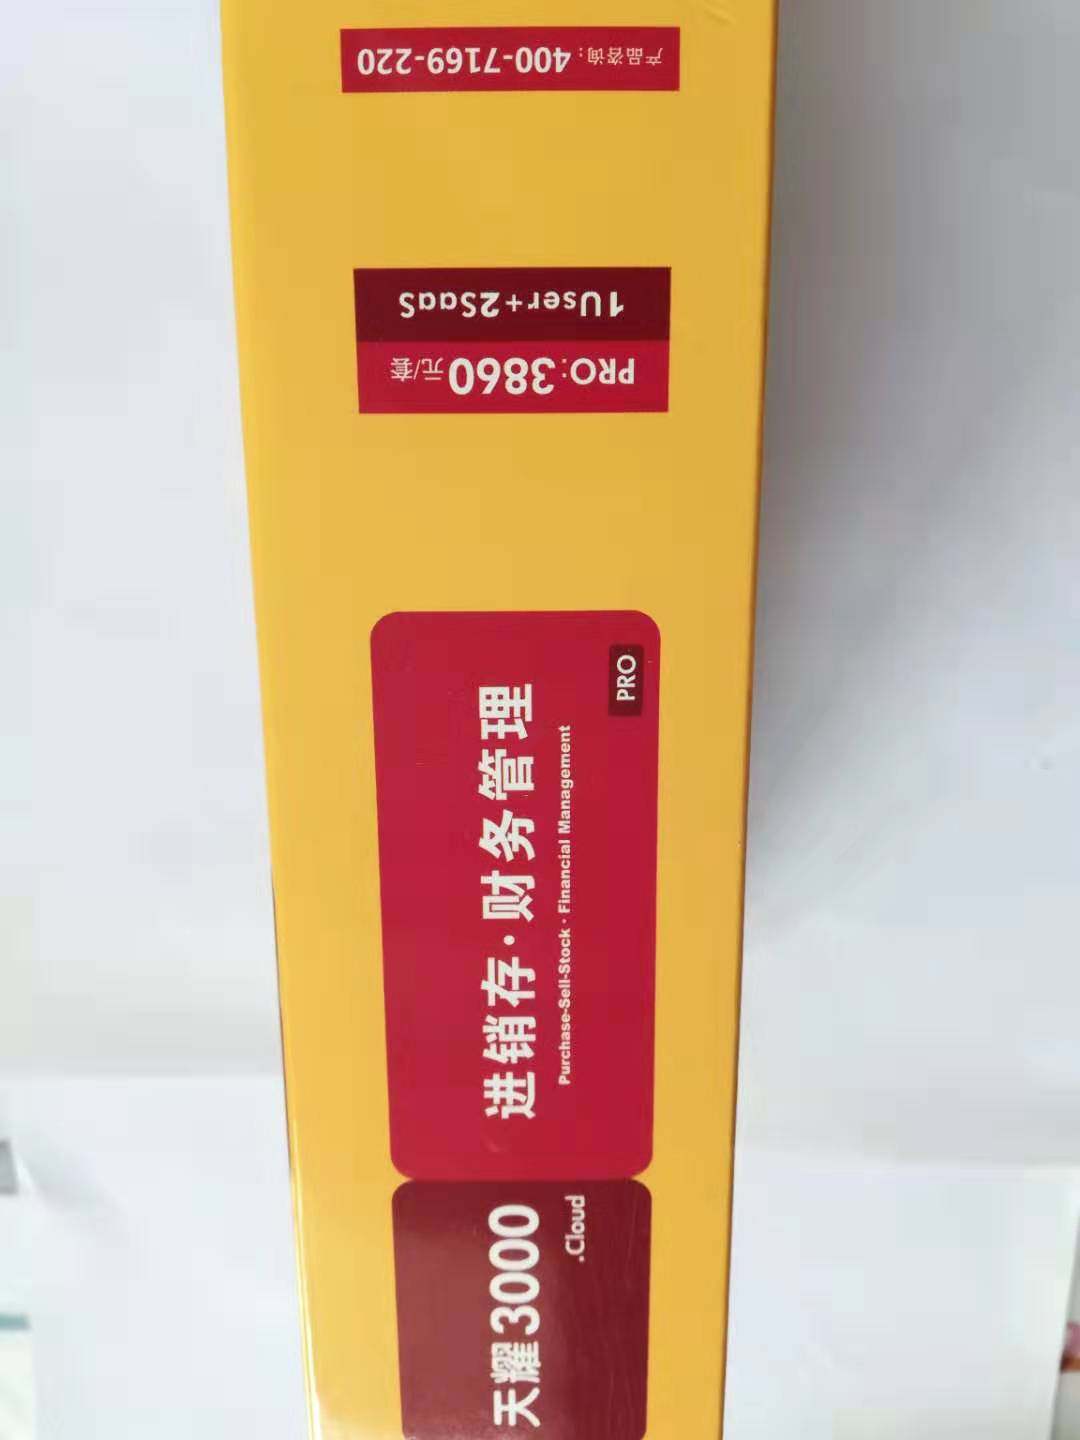 产品咨询：400-7169-220
PRO:3860元/套
1User+2SaaS
天耀3000
.Cloud
进销存·财务管理
Purchase-Sell-Stock · Financial Management
PRO